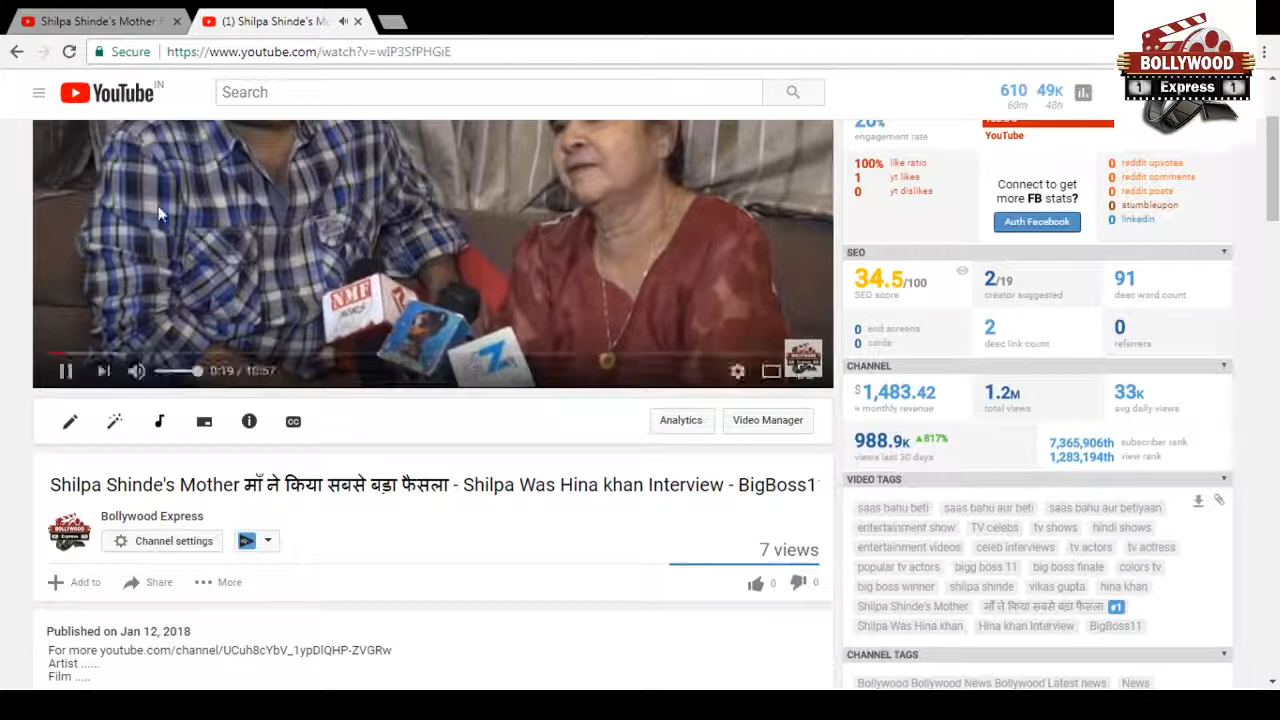 Shilpa Shinde's Mother
(1) Shilpa Shinde's Mo
Secure https://www.youtube.com/watch?v=wIP3SfPHGiE
BOLLYWOOD
1 Express 1
YouTube IN
Search
610 49K
60m 48h
engagement rate
YouTube
100% like ratio
1 yt likes
0 yt dislikes
Connect to get
more FB stats?
Auth Facebook
0 reddit upvotes
0 reddit comments
0 reddit posts
0 stumbleupon
0 linkedin
NMF
Z
0:19 / 10:57
SEO
34.5/100
SEO score
2/19
creator suggested
91
desc word count
0 end screens
0 cards
2
desc link count
0
referrers
CHANNEL
$1,483.42
≈ monthly revenue
1.2M
total views
33K
avg daily views
988.9K ▲817%
views last 30 days
7,365,906th subscriber rank
1,283,194th view rank
CC
Analytics
Video Manager
Shilpa Shinde's Mother माँ ने किया सबसे बड़ा फैसला - Shilpa Was Hina khan Interview - BigBoss1
Bollywood Express
Channel settings
7 views
Add to
Share
More
0
0
Published on Jan 12, 2018
For more youtube.com/channel/UCuh8cYbV_1ypDlQHP-ZVGRw
Artist ......
Film .....
VIDEO TAGS
saas bahu beti saas bahu aur beti saas bahu aur betiyaan
entertainment show TV celebs tv shows hindi shows
entertainment videos celeb interviews tv actors tv actress
popular tv actors bigg boss 11 big boss finale colors tv
big boss winner shilpa shinde vikas gupta hina khan
Shilpa Shinde's Mother माँ ने किया सबसे बड़ा फैसला #1
Shilpa Was Hina khan Hina khan Interview BigBoss11
CHANNEL TAGS
Bollywood Bollywood News Bollywood Latest news News